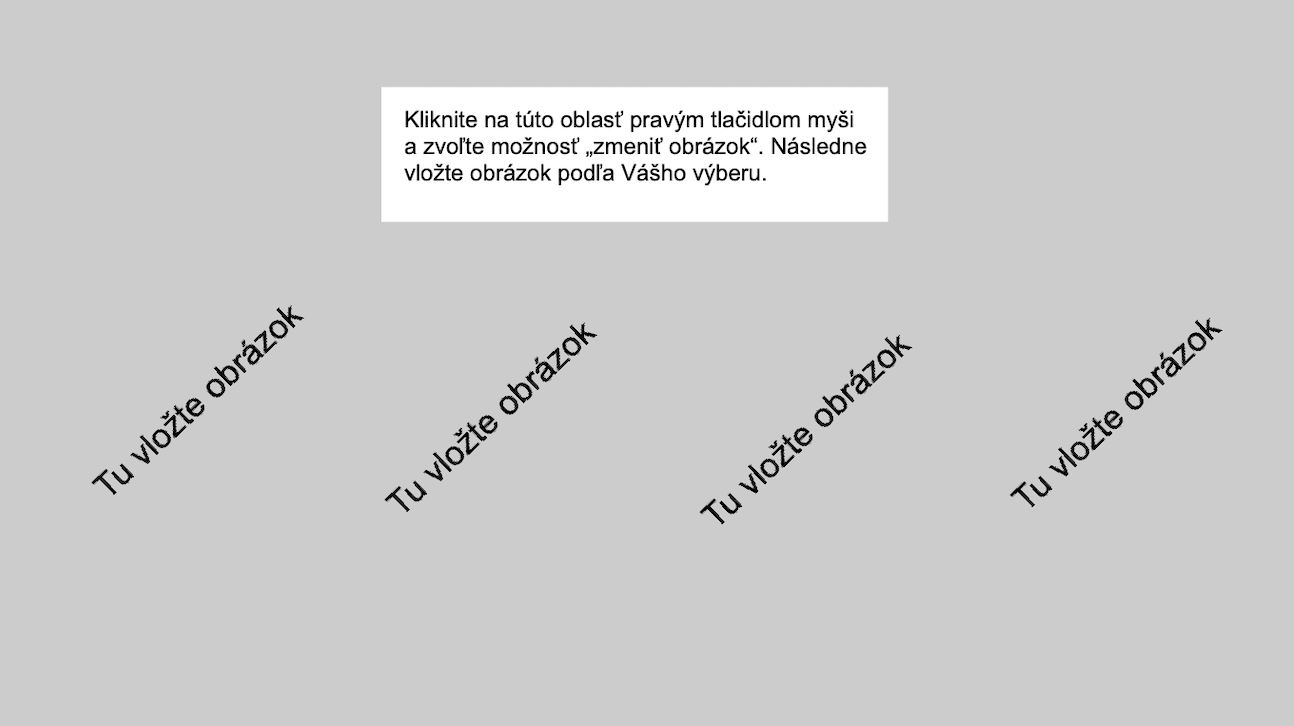 Kliknite na túto oblasť pravým tlačidlom myši
a zvoľte možnosť „zmeniť obrázok“. Následne
vložte obrázok podľa Vášho výberu.
Tu vložte obrázok
Tu vložte obrázok
Tu vložte obrázok
Tu vložte obrázok